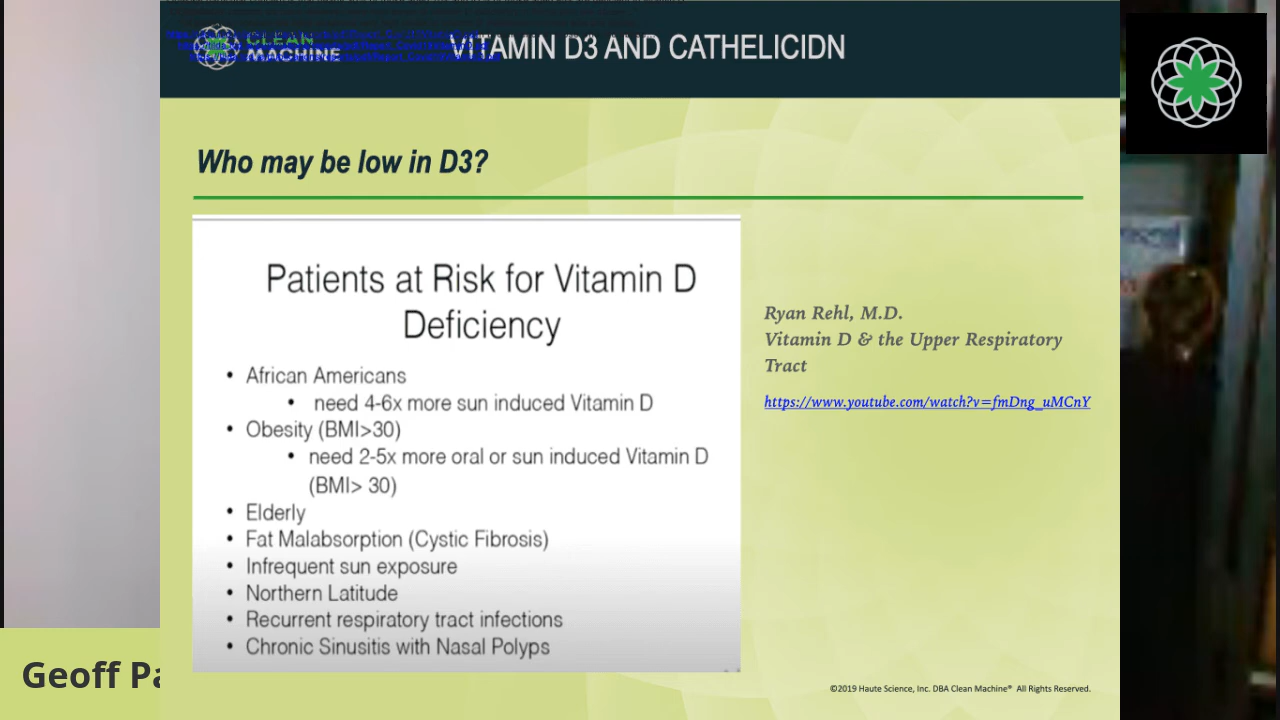 CLEAN
MACHINE
VITAMIN D3 AND CATHELICIDN
Who may be low in D3?
Patients at Risk for Vitamin D
Deficiency
• African Americans
• need 4-6x more sun induced Vitamin D
• Obesity (BMI>30)
• need 2-5x more oral or sun induced Vitamin D
(BMI> 30)
• Elderly
• Fat Malabsorption (Cystic Fibrosis)
• Infrequent sun exposure
• Northern Latitude
• Recurrent respiratory tract infections
• Chronic Sinusitis with Nasal Polyps
Ryan Rehl, M.D.
Vitamin D & the Upper Respiratory
Tract
https://www.youtube.com/watch?v=fmDng_uMCnY
Geoff Pa
©2019 Haute Science, Inc. DBA Clean Machine® All Rights Reserved.